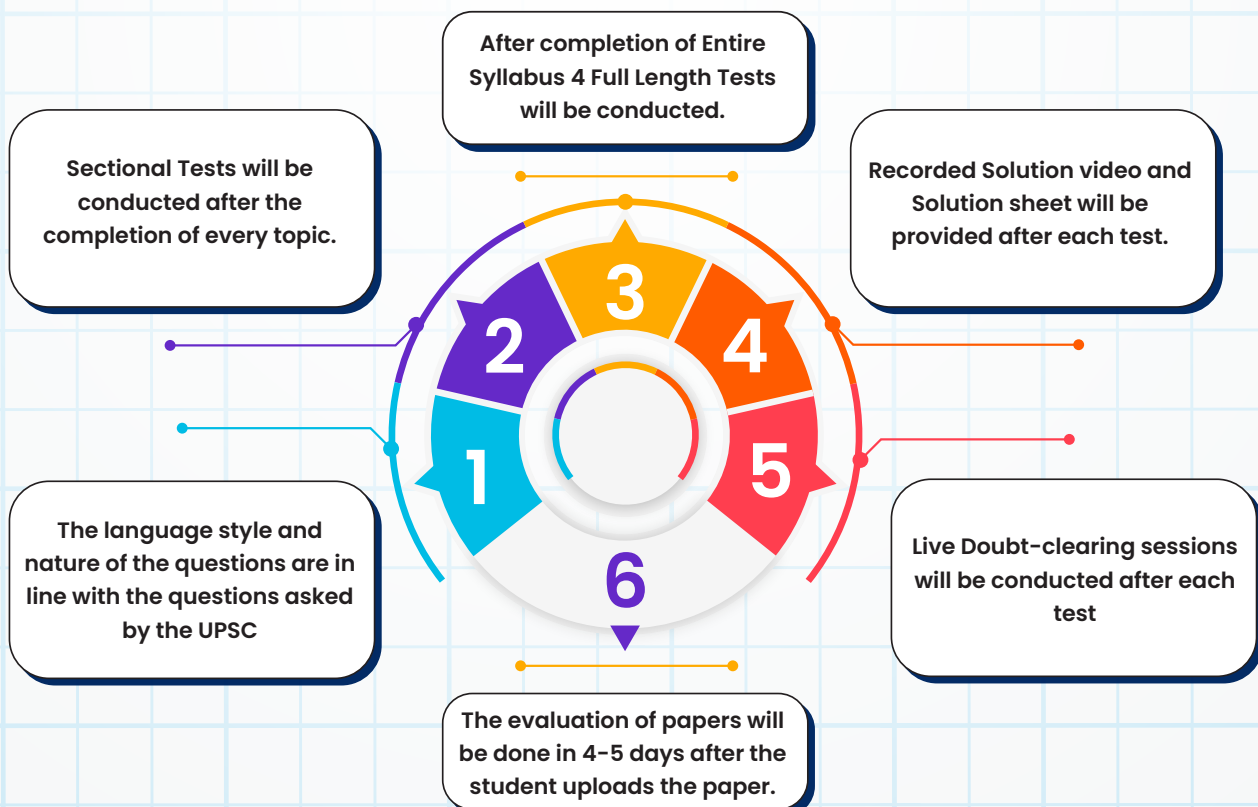 After completion of Entire
Syllabus 4 Full Length Tests
will be conducted.
Sectional Tests will be
conducted after the
completion of every topic.
Recorded Solution video and
Solution sheet will be
provided after each test.
3
2
4
1
5
6
The language style and
nature of the questions are in
line with the questions asked
by the UPSC
Live Doubt-clearing sessions
will be conducted after each
test
The evaluation of papers will
be done in 4-5 days after the
student uploads the paper.